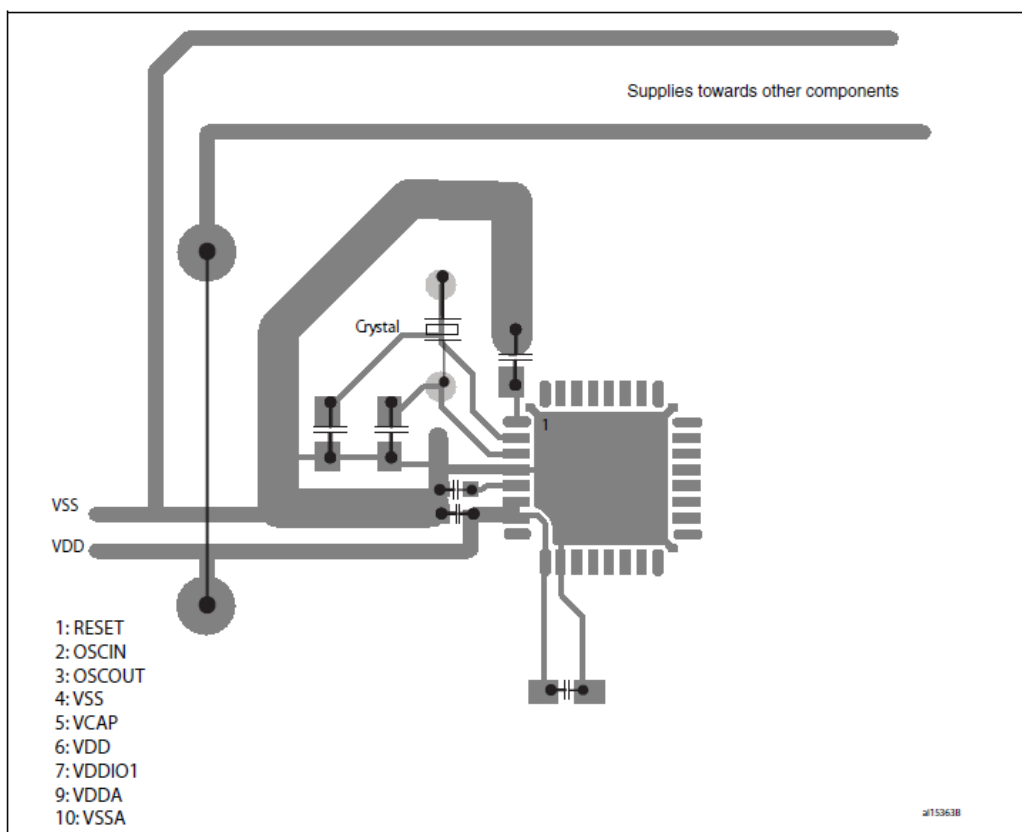 Supplies towards other components
Crystal
1
VSS
VDD
1: RESET
2: OSCIN
3: OSCOUT
4: VSS
5: VCAP
6: VDD
7: VDDIO1
9: VDDA
10: VSSA
ai15363B